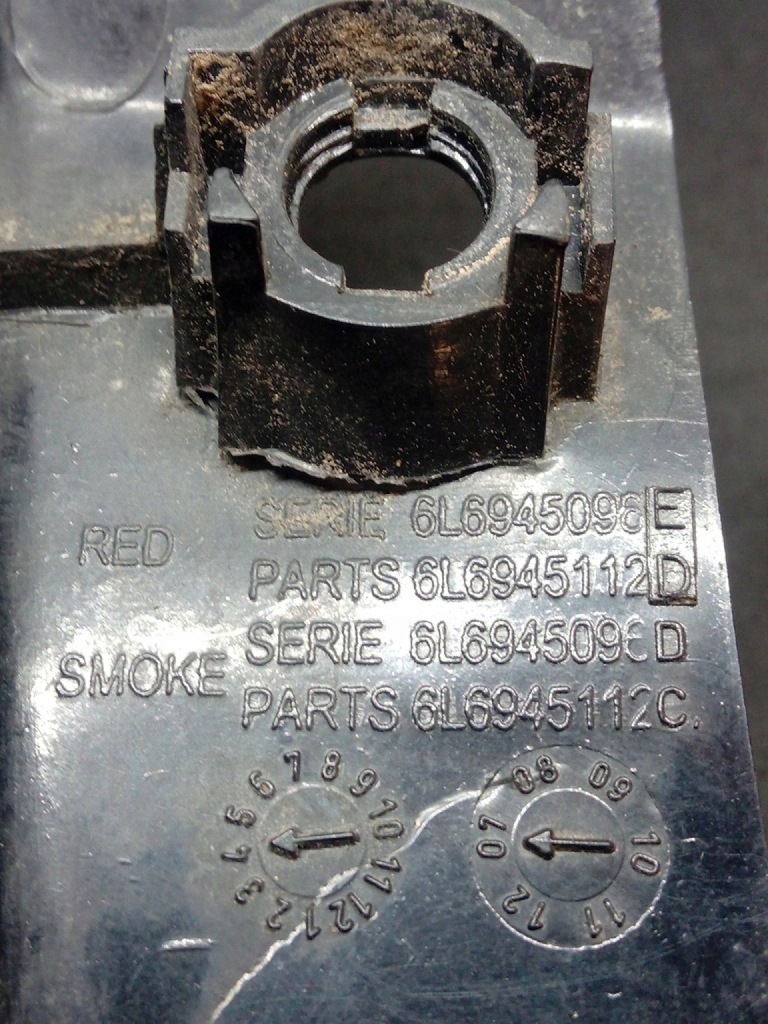 RED
SERIE 6L6945096 E
PARTS 6L6945112 D
SMOKE
SERIE 6L6945096 D
PARTS 6L6945112C.
1 2 3 4 5 6 7 8 9 10 11 12
07 08 09 10 11 12